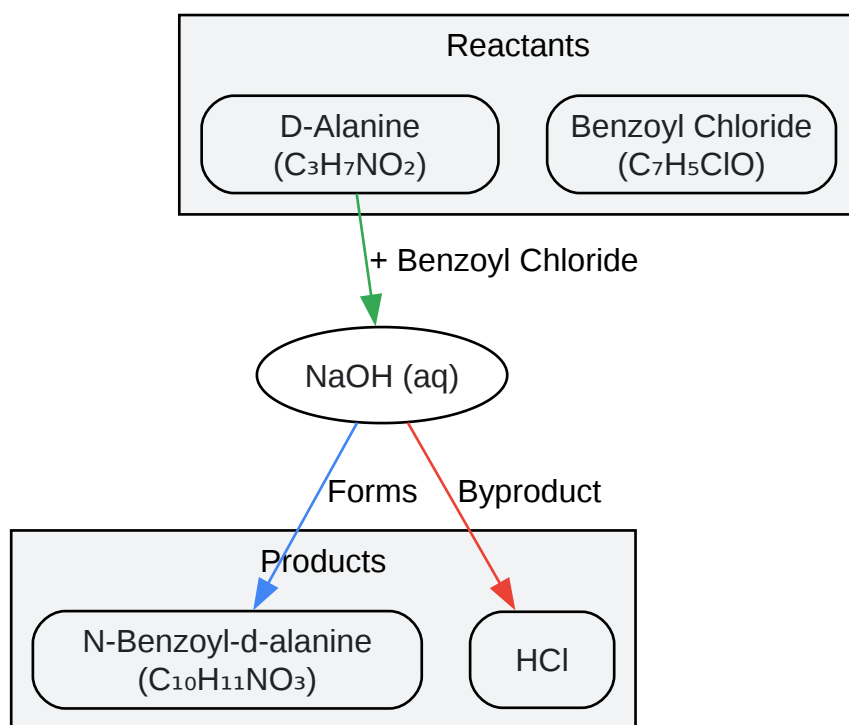 Reactants
D-Alanine
(C₃H₇NO₂)
Benzoyl Chloride
(C₇H₅ClO)
+ Benzoyl Chloride
NaOH (aq)
Forms
Byproduct
Products
N-Benzoyl-d-alanine
(C₁₀H₁₁NO₃)
HCl